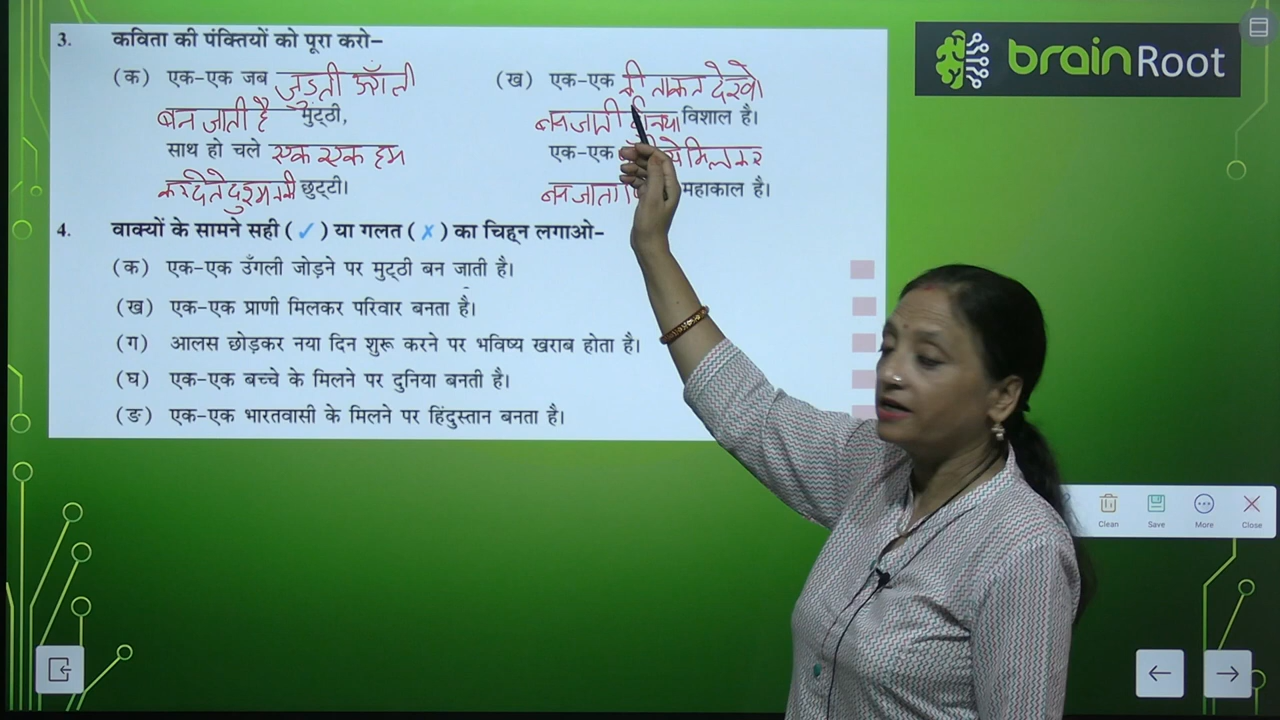 brainRoot
3. कविता की पंक्तियों को पूरा करो–
(क) एक-एक जब जुड़ती अँगुली
बन जाती है मुट्ठी,
साथ हो चले एक एक हम
कर देते दुश्मन की छुट्टी।
(ख) एक-एक की ताकत देखो
बन जाती दुनिया विशाल है।
एक-एक से मिलकर
बन जाता महाकाल है।
4. वाक्यों के सामने सही (✓) या गलत (✗) का चिह्न लगाओ–
(क) एक-एक उँगली जोड़ने पर मुट्ठी बन जाती है।
(ख) एक-एक प्राणी मिलकर परिवार बनता है।
(ग) आलस छोड़कर नया दिन शुरू करने पर भविष्य खराब होता है।
(घ) एक-एक बच्चे के मिलने पर दुनिया बनती है।
(ङ) एक-एक भारतवासी के मिलने पर हिंदुस्तान बनता है।
Clean Save More Close